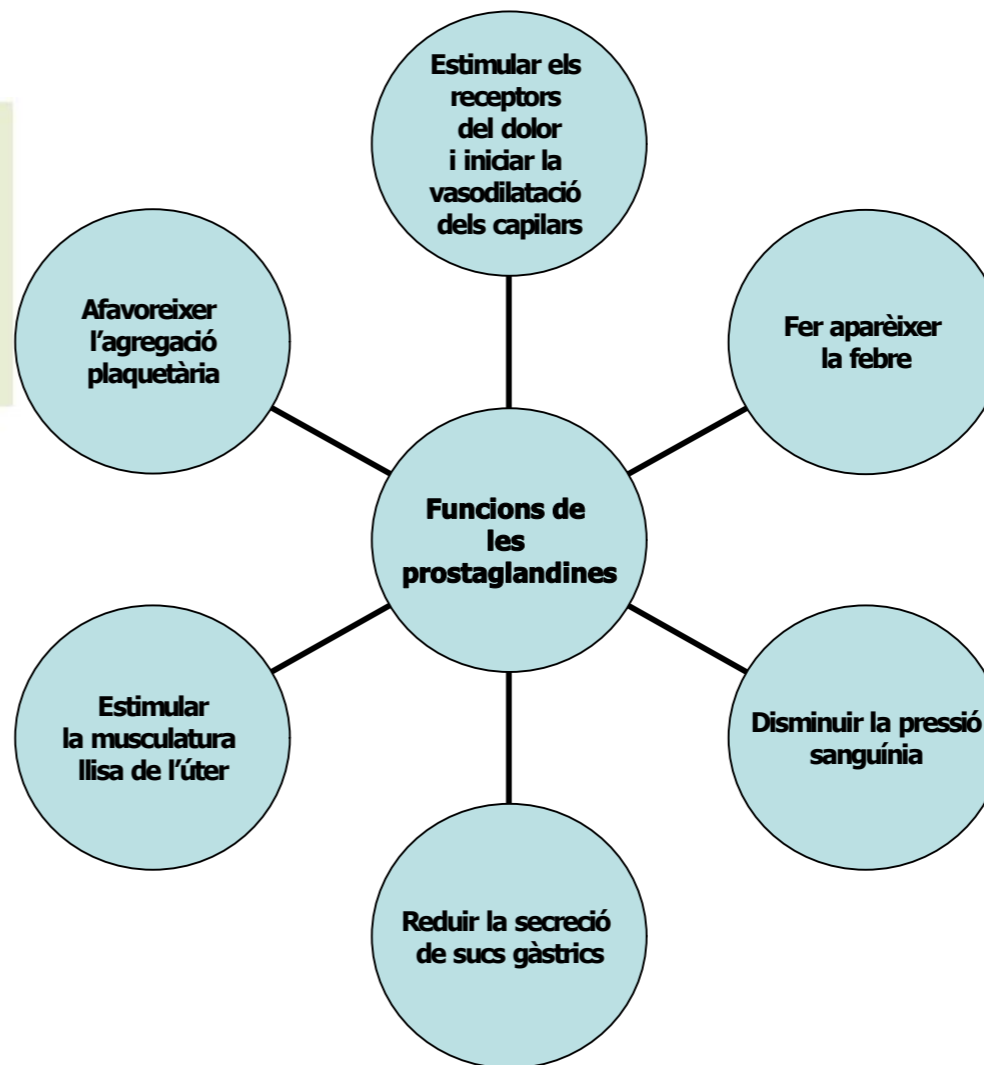 Estimular els
receptors
del dolor
i iniciar la
vasodilatació
dels capilars
Afavoreixer
l'agregació
plaquetària
Fer aparèixer
la febre
Funcions de
les
prostaglandines
Estimular
la musculatura
llisa de l'úter
Disminuir la pressió
sanguínia
Reduir la secreció
de sucs gàstrics